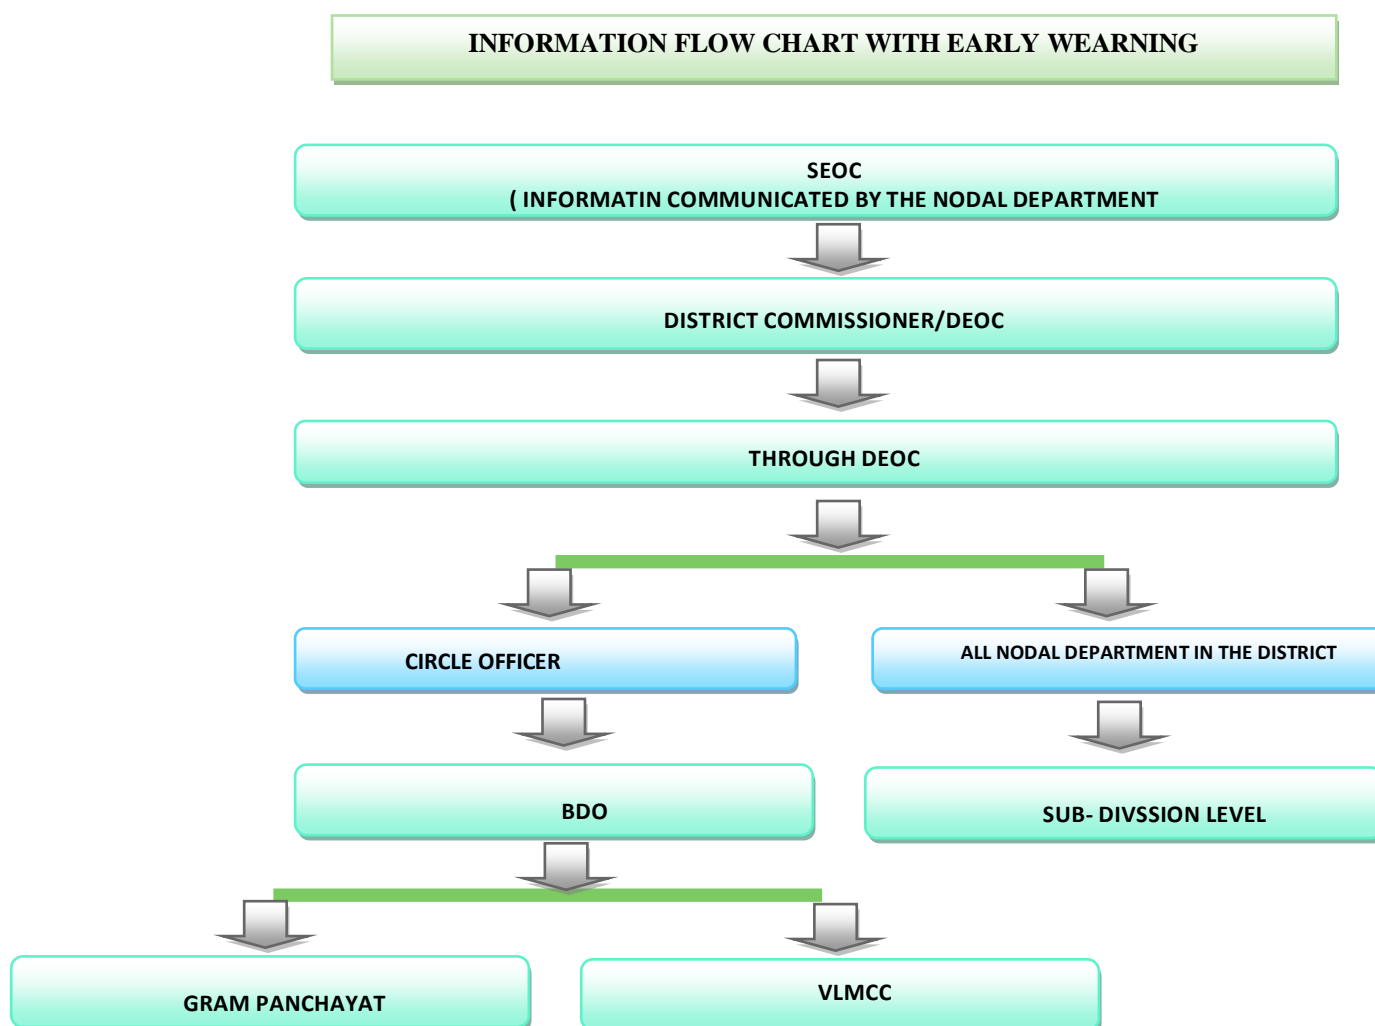 INFORMATION FLOW CHART WITH EARLY WEARNING
SEOC
( INFORMATIN COMMUNICATED BY THE NODAL DEPARTMENT
DISTRICT COMMISSIONER/DEOC
THROUGH DEOC
CIRCLE OFFICER
ALL NODAL DEPARTMENT IN THE DISTRICT
BDO
SUB- DIVSSION LEVEL
GRAM PANCHAYAT
VLMCC